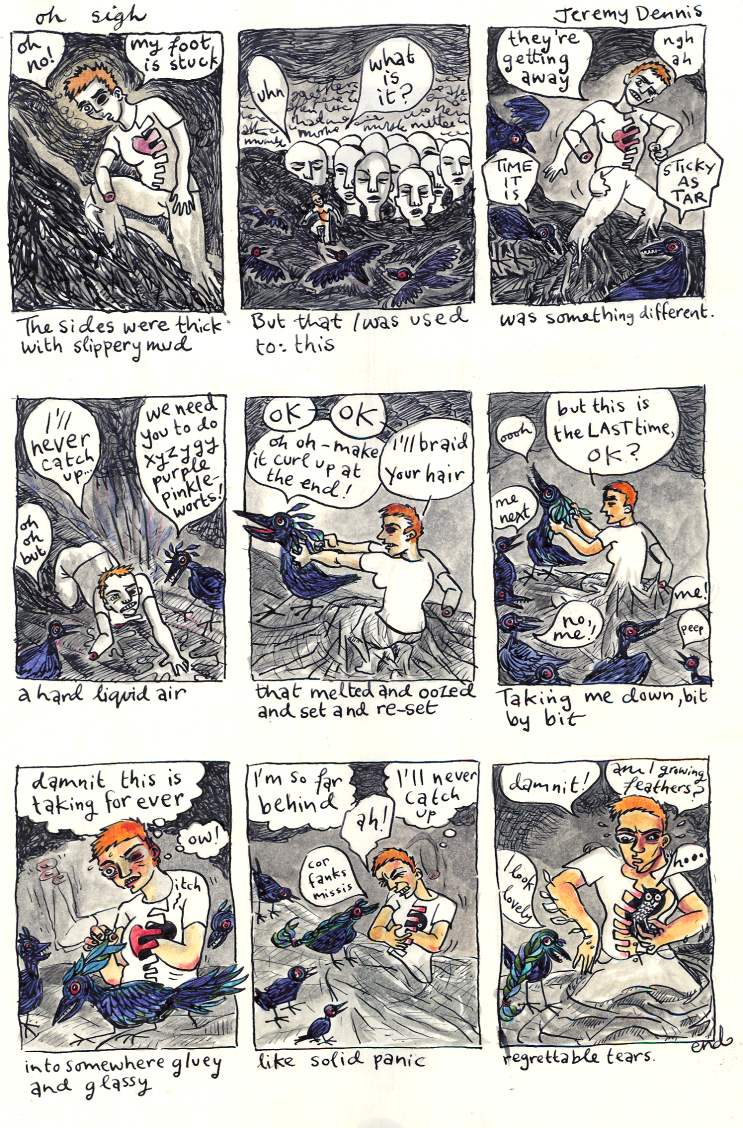 oh sigh
Jeremy Dennis
oh
no!
my foot
is stuck
The sides were thick
with slippery mud
uhn
what
is
it?
murmur
But that I was used
to: this
they're
getting
away
ngh
ah
TIME
IT
IS
STICKY
AS
TAR
was something different.
I'll
never
catch
up...
we need
you to do
xyzygy
purple
pinkle-
worts!
oh
oh
but
a hard liquid air
OK
OK
oh oh - make
it curl up at
the end!
I'll braid
your hair
that melted and oozed
and set and re-set
oooh
but this is
the LAST time,
OK?
me
next
no,
me!
me!
peep
Taking me down, bit
by bit
damnit this is
taking for ever
ow!
itch
into somewhere gluey
and glassy
I'm so far
behind
I'll never
catch
up
ah!
cor
fanks
missis
like solid panic
damnit!
am I growing
feathers?
hoo
I look
lovely
regrettable tears.
end